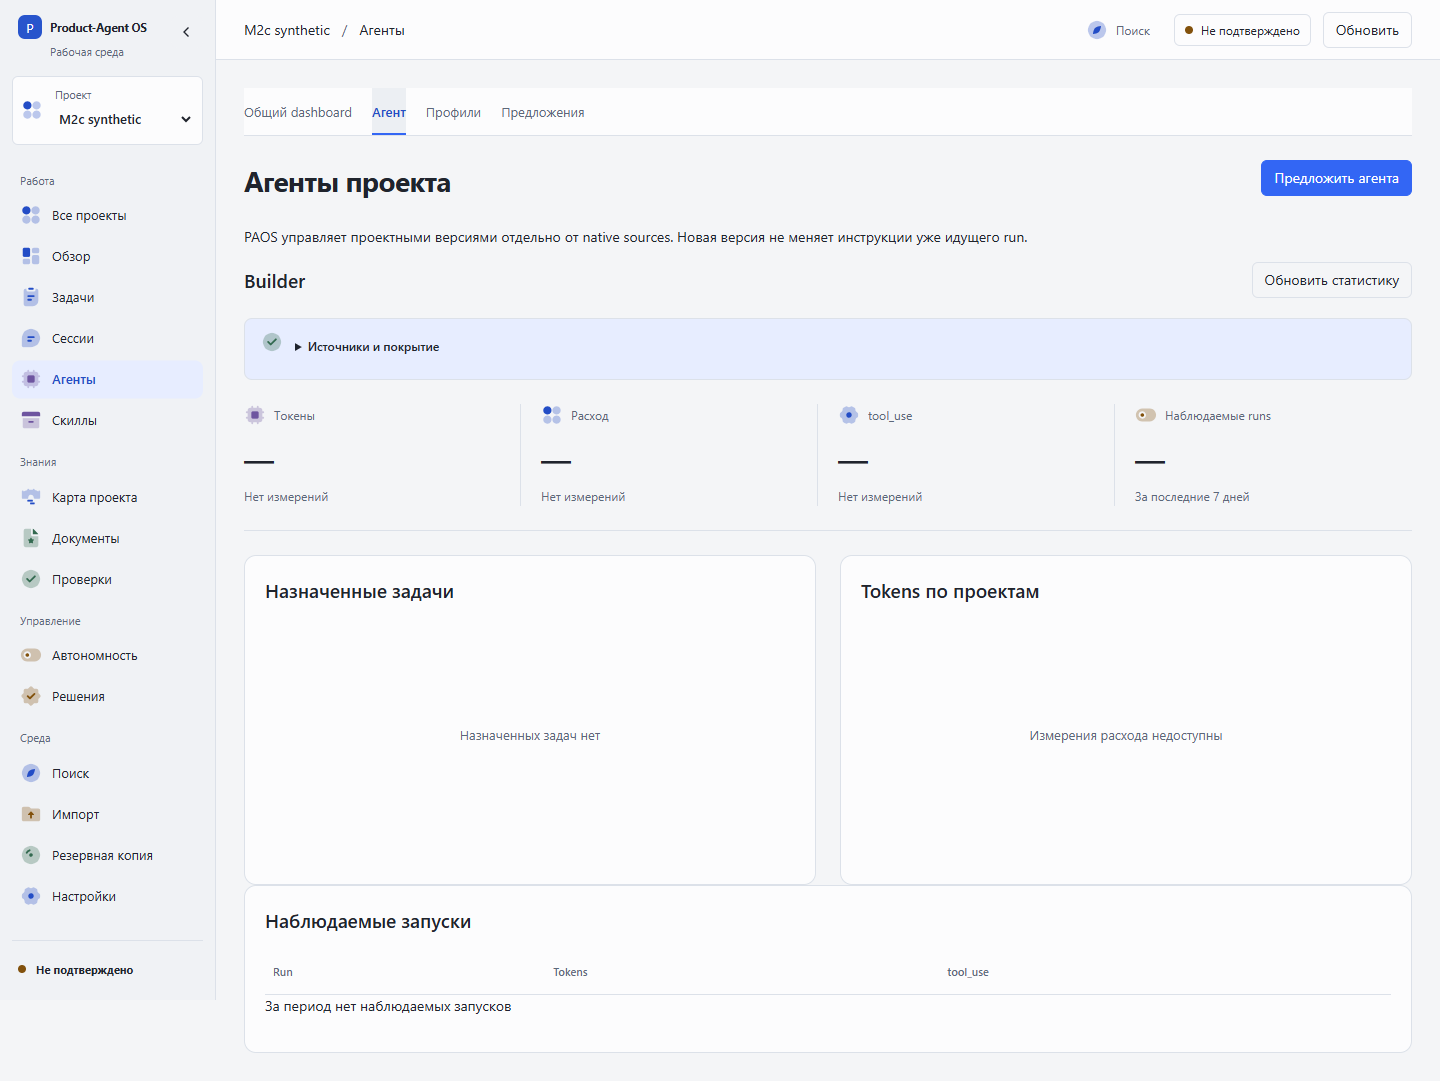 P
Product-Agent OS
Рабочая среда
Проект
M2c synthetic
Работа
Все проекты
Обзор
Задачи
Сессии
Агенты
Скиллы
Знания
Карта проекта
Документы
Проверки
Управление
Автономность
Решения
Среда
Поиск
Импорт
Резервная копия
Настройки
Не подтверждено
M2c synthetic / Агенты
Поиск
Не подтверждено
Обновить
Общий dashboard
Агент
Профили
Предложения
Агенты проекта
Предложить агента
PAOS управляет проектными версиями отдельно от native sources. Новая версия не меняет инструкции уже идущего run.
Builder
Обновить статистику
Источники и покрытие
Токены
—
Нет измерений
Расход
—
Нет измерений
tool_use
—
Нет измерений
Наблюдаемые runs
—
За последние 7 дней
Назначенные задачи
Назначенных задач нет
Tokens по проектам
Измерения расхода недоступны
Наблюдаемые запуски
Run Tokens tool_use
За период нет наблюдаемых запусков